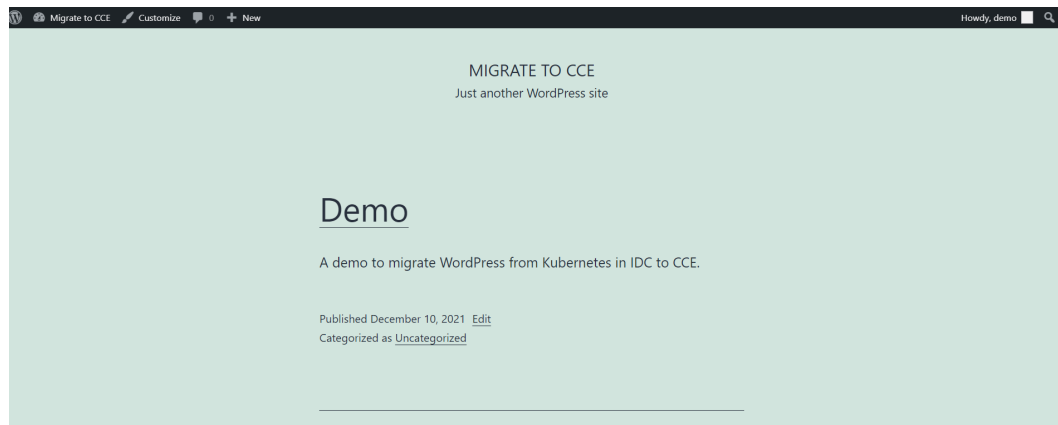 Migrate to CCE Customize 0 New Howdy, demo
MIGRATE TO CCE
Just another WordPress site
Demo
A demo to migrate WordPress from Kubernetes in IDC to CCE.
Published December 10, 2021 Edit
Categorized as Uncategorized